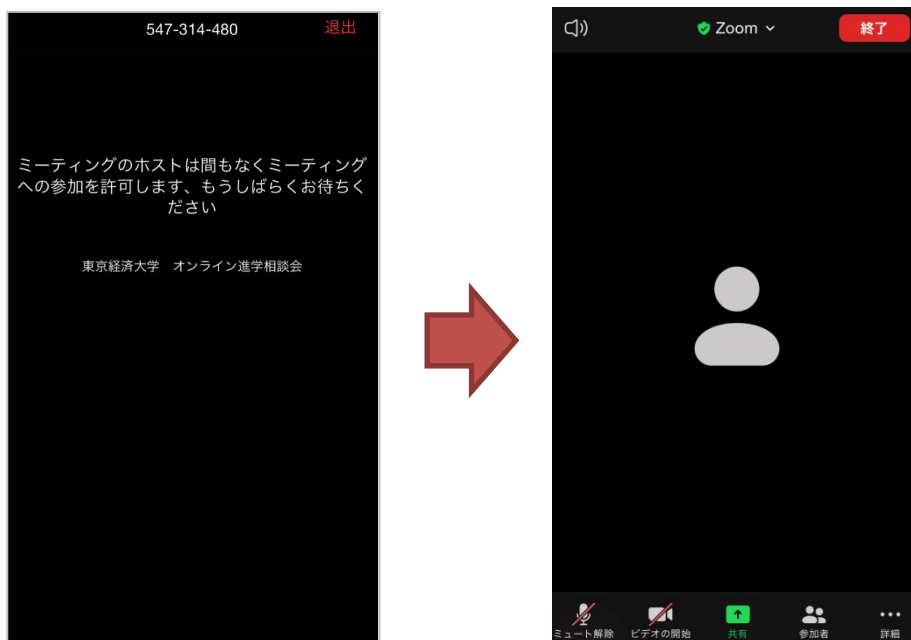 547-314-480
退出
ミーティングのホストは間もなくミーティング
への参加を許可します、もうしばらくお待ちく
ださい
東京経済大学　オンライン進学相談会
Zoom
終了
ミュート解除
ビデオの開始
共有
参加者
詳細